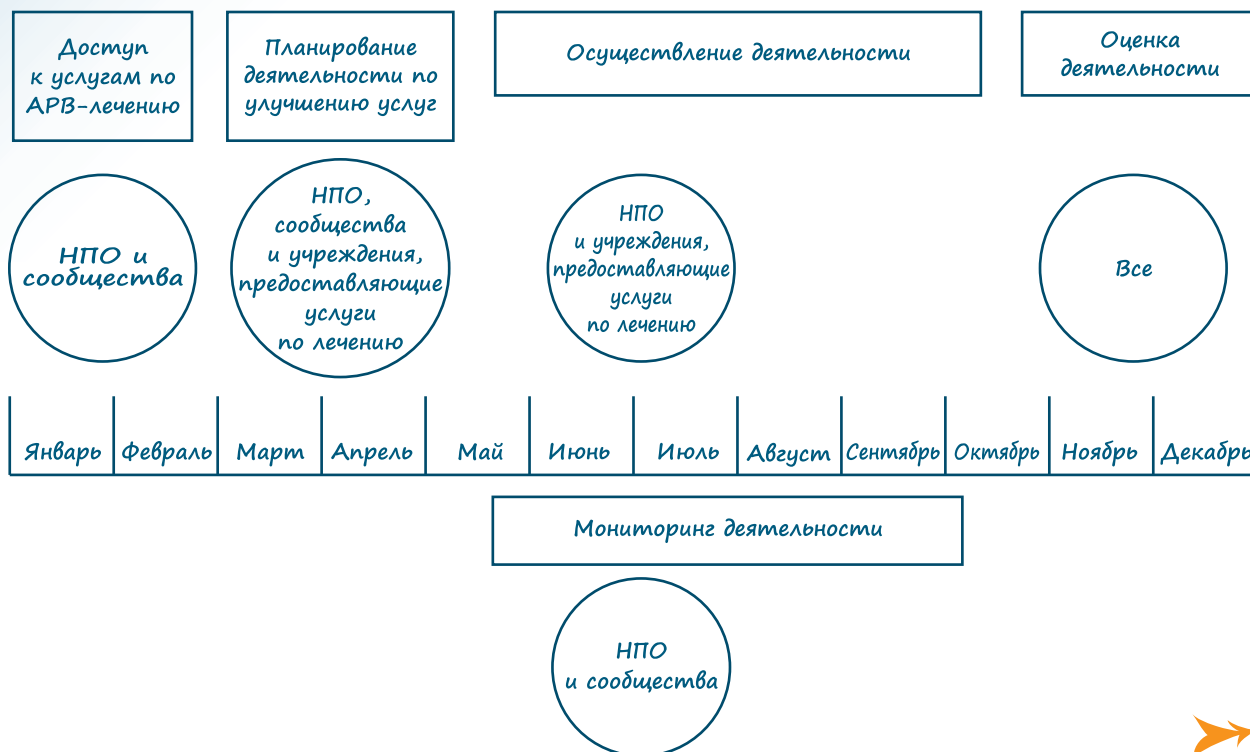 Доступ
к услугам по
АРВ-лечению
Планирование
деятельности по
улучшению услуг
Осуществление деятельности
Оценка
деятельности
НПО и
сообщества
НПО,
сообщества
и учреждения,
предоставляющие
услуги
по лечению
НПО
и учреждения,
предоставляющие
услуги
по лечению
Все
Январь Февраль Март Апрель Май Июнь Июль Август Сентябрь Октябрь Ноябрь Декабрь
Мониторинг деятельности
НПО
и сообщества